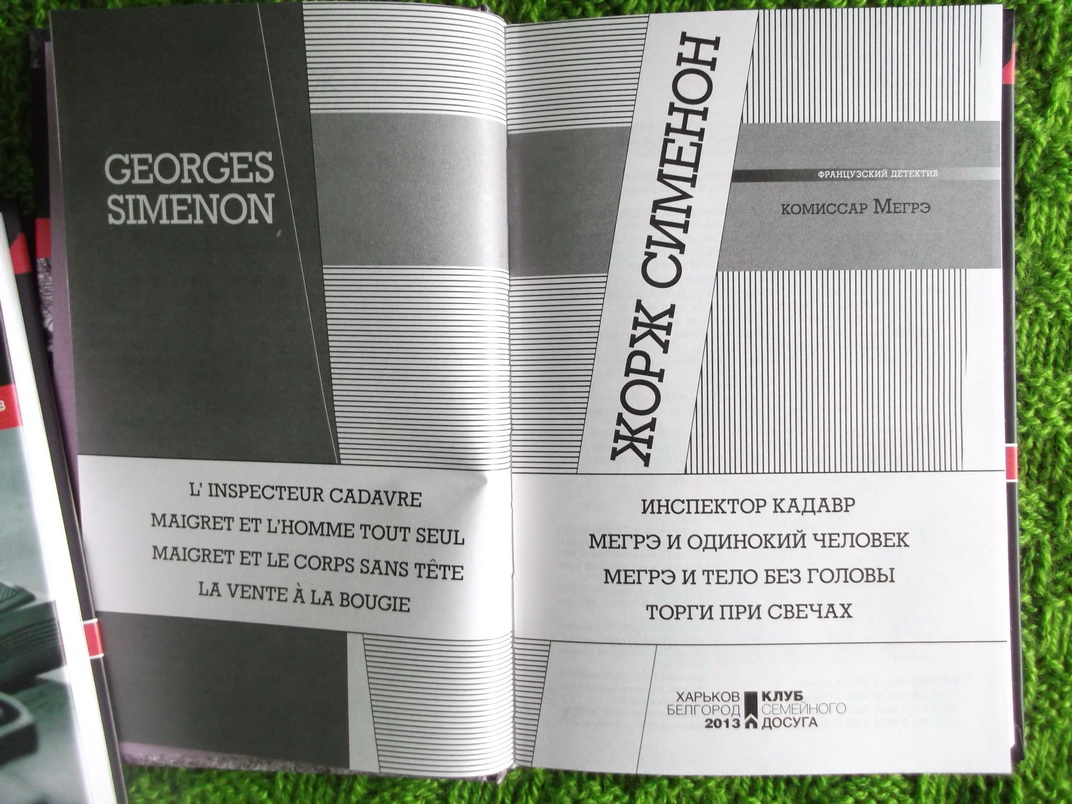 GEORGES
SIMENON
L' INSPECTEUR CADAVRE
MAIGRET ET L'HOMME TOUT SEUL
MAIGRET ET LE CORPS SANS TÊTE
LA VENTE À LA BOUGIE
ЖОРЖ СИМЕНОН
ФРАНЦУЗСКИЙ ДЕТЕКТИВ
КОМИССАР МЕГРЭ
ИНСПЕКТОР КАДАВР
МЕГРЭ И ОДИНОКИЙ ЧЕЛОВЕК
МЕГРЭ И ТЕЛО БЕЗ ГОЛОВЫ
ТОРГИ ПРИ СВЕЧАХ
ХАРЬКОВ КЛУБ
БЕЛГОРОД СЕМЕЙНОГО
2013 ДОСУГА